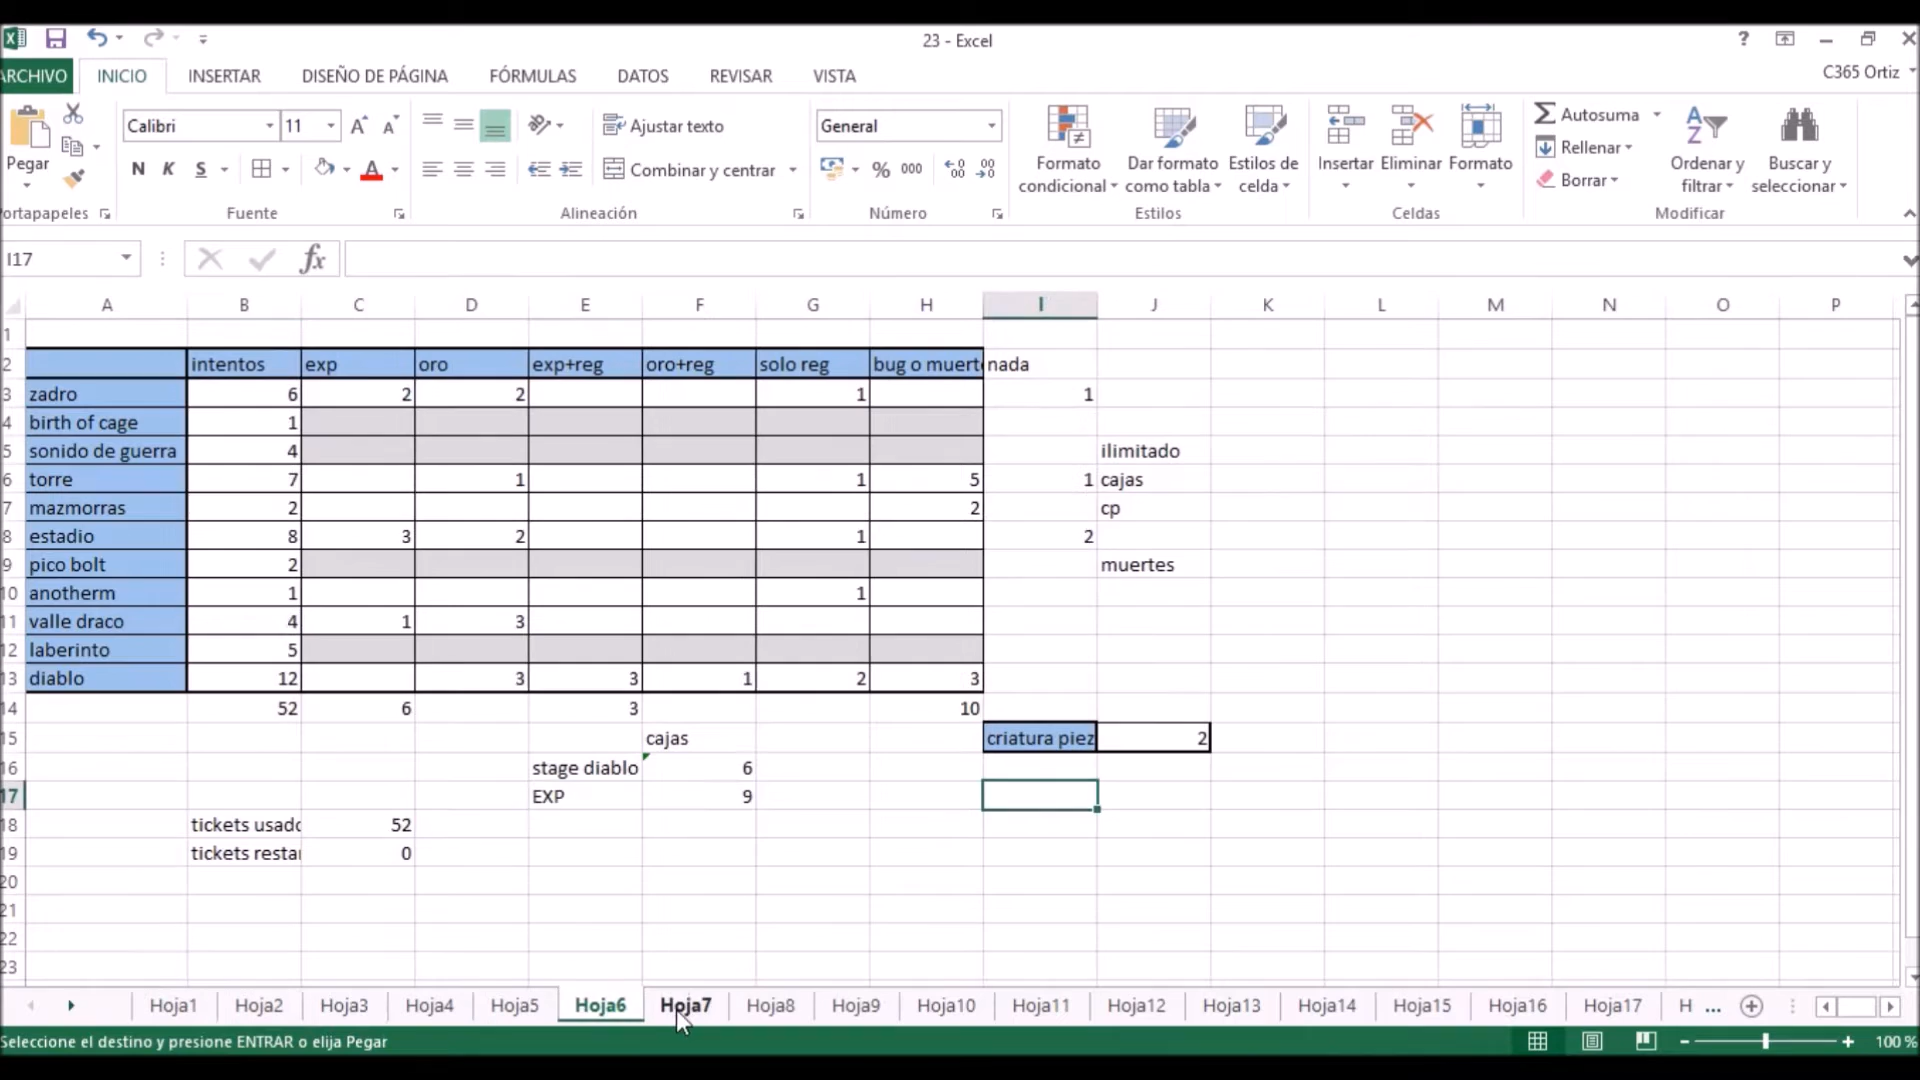 23 - Excel
C365 Ortiz
ARCHIVO INICIO INSERTAR DISEÑO DE PÁGINA FÓRMULAS DATOS REVISAR VISTA
Pegar
Calibri 11
N K S
Ajustar texto
Combinar y centrar
General
% 000
Formato condicional
Dar formato como tabla
Estilos de celda
Insertar
Eliminar
Formato
Autosuma
Rellenar
Borrar
Ordenar y filtrar
Buscar y seleccionar
ortapapeles Fuente Alineación Número Estilos Celdas Modificar
I17 fx
A B C D E F G H I J K L M N O P
1
2 intentos exp oro exp+reg oro+reg solo reg bug o muert nada
3 zadro 6 2 2 1 1
4 birth of cage 1
5 sonido de guerra 4 ilimitado
6 torre 7 1 1 5 1 cajas
7 mazmorras 2 2 cp
8 estadio 8 3 2 1 2
9 pico bolt 2 muertes
10 anotherm 1 1
11 valle draco 4 1 3
12 laberinto 5
13 diablo 12 3 3 1 2 3
14 52 6 3 10
15 cajas criatura piez 2
16 stage diablo 6
17 EXP 9
18 tickets usado 52
19 tickets restar 0
20
21
22
23
Hoja1 Hoja2 Hoja3 Hoja4 Hoja5 Hoja6 Hoja7 Hoja8 Hoja9 Hoja10 Hoja11 Hoja12 Hoja13 Hoja14 Hoja15 Hoja16 Hoja17 H ...
Seleccione el destino y presione ENTRAR o elija Pegar
100 %